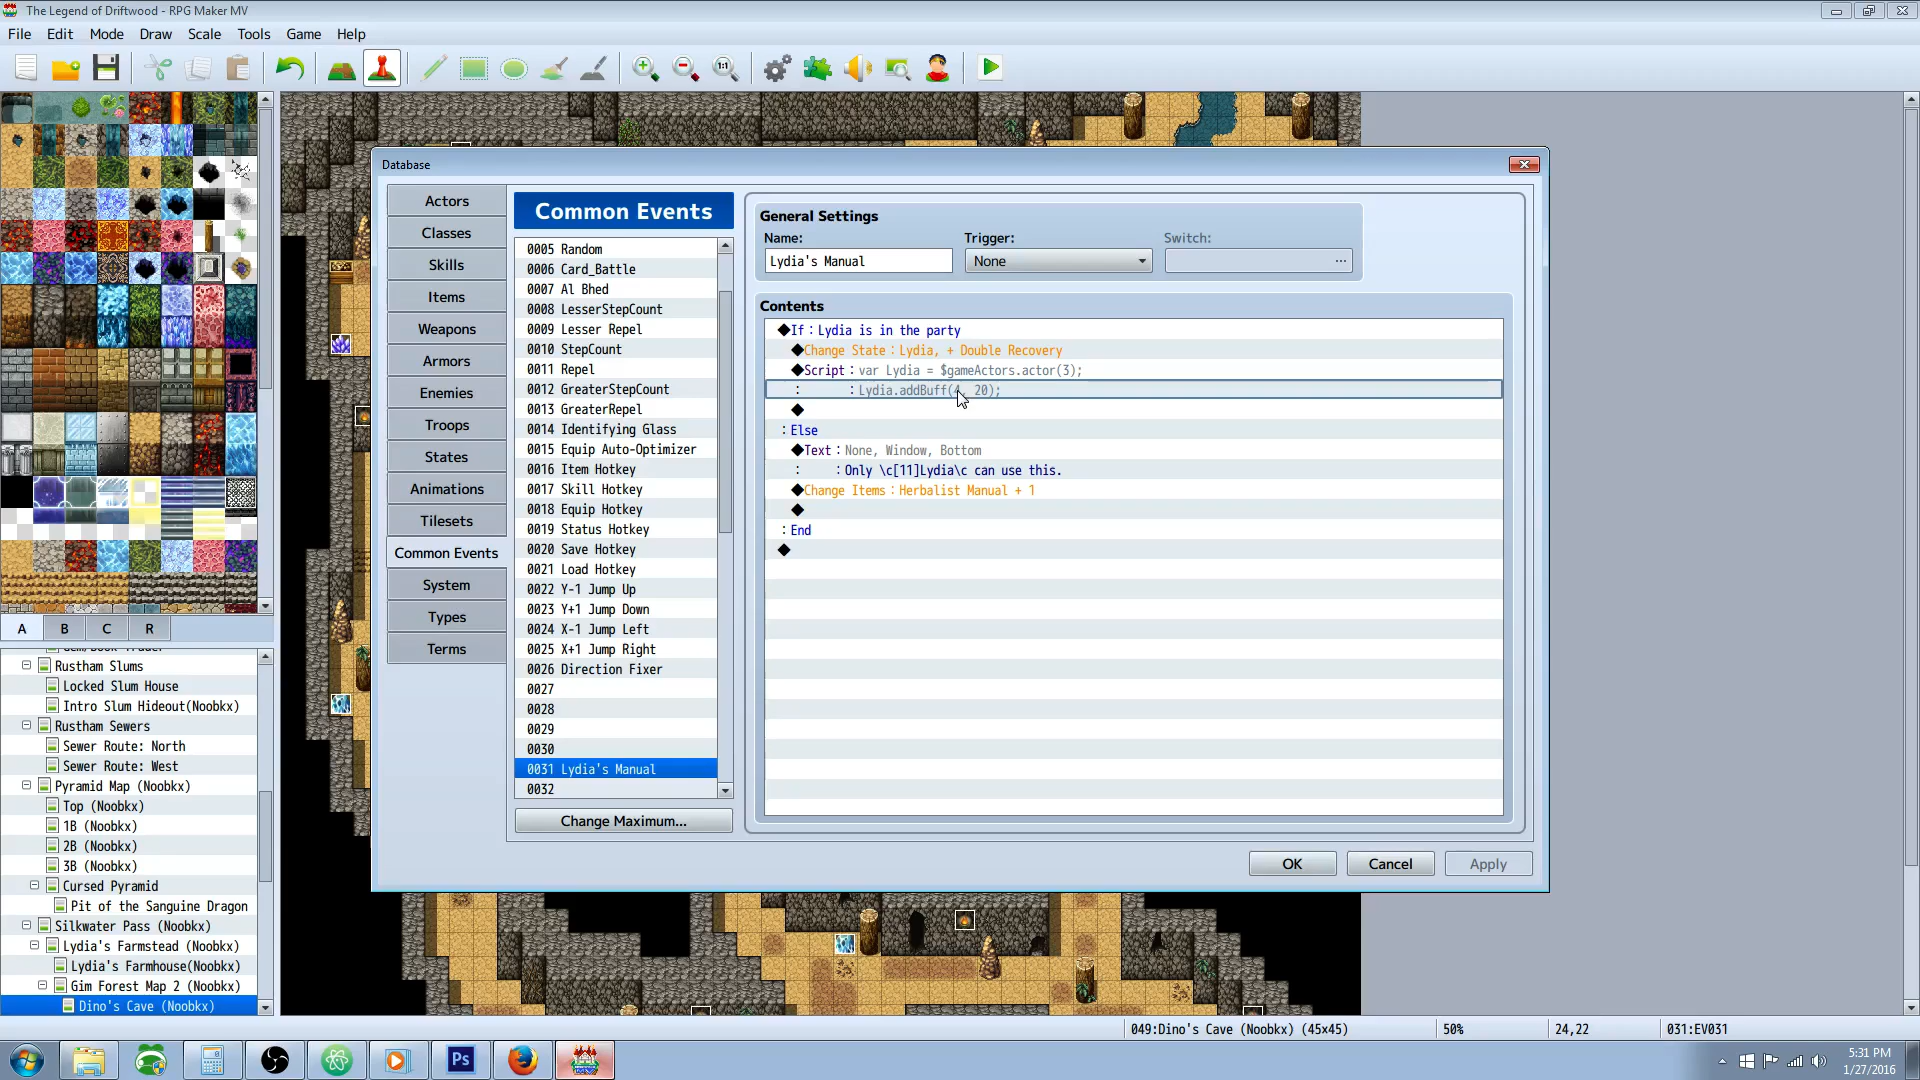 The Legend of Driftwood - RPG Maker MV
File Edit Mode Draw Scale Tools Game Help
1:1
Database
Actors
Classes
Skills
Items
Weapons
Armors
Enemies
Troops
States
Animations
Tilesets
Common Events
System
Types
Terms
Common Events
0005 Random
0006 Card_Battle
0007 Al Bhed
0008 LesserStepCount
0009 Lesser Repel
0010 StepCount
0011 Repel
0012 GreaterStepCount
0013 GreaterRepel
0014 Identifying Glass
0015 Equip Auto-Optimizer
0016 Item Hotkey
0017 Skill Hotkey
0018 Equip Hotkey
0019 Status Hotkey
0020 Save Hotkey
0021 Load Hotkey
0022 Y-1 Jump Up
0023 Y+1 Jump Down
0024 X-1 Jump Left
0025 X+1 Jump Right
0026 Direction Fixer
0027
0028
0029
0030
0031 Lydia's Manual
0032
Change Maximum...
General Settings
Name: Trigger: Switch:
Lydia's Manual None ...
Contents
◆If : Lydia is in the party
◆Change State : Lydia, + Double Recovery
◆Script : var Lydia = $gameActors.actor(3);
: : Lydia.addBuff(4, 20);
◆
: Else
◆Text : None, Window, Bottom
: : Only \c[11]Lydia\c can use this.
◆Change Items : Herbalist Manual + 1
◆
: End
◆
OK Cancel Apply
A B C R
Rustham Slums
Locked Slum House
Intro Slum Hideout(Noobkx)
Rustham Sewers
Sewer Route: North
Sewer Route: West
Pyramid Map (Noobkx)
Top (Noobkx)
1B (Noobkx)
2B (Noobkx)
3B (Noobkx)
Cursed Pyramid
Pit of the Sanguine Dragon
Silkwater Pass (Noobkx)
Lydia's Farmstead (Noobkx)
Lydia's Farmhouse(Noobkx)
Gim Forest Map 2 (Noobkx)
Dino's Cave (Noobkx)
049:Dino's Cave (Noobkx) (45x45) 50% 24,22 031:EV031
Ps
5:31 PM
1/27/2016